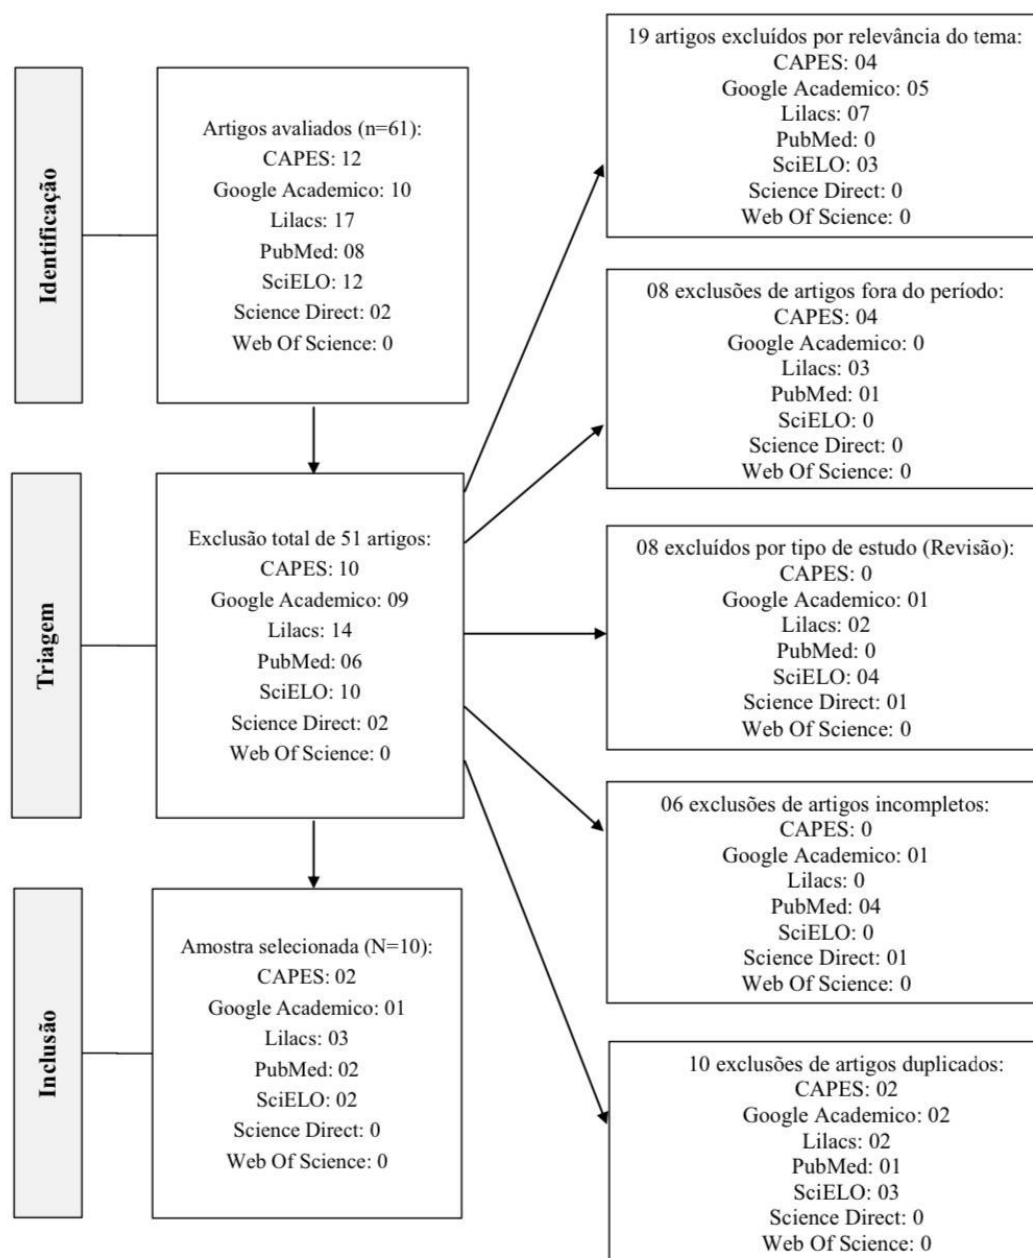 Identificação
Artigos avaliados (n=61):
CAPES: 12
Google Academico: 10
Lilacs: 17
PubMed: 08
SciELO: 12
Science Direct: 02
Web Of Science: 0
Triagem
Exclusão total de 51 artigos:
CAPES: 10
Google Academico: 09
Lilacs: 14
PubMed: 06
SciELO: 10
Science Direct: 02
Web Of Science: 0
Inclusão
Amostra selecionada (N=10):
CAPES: 02
Google Academico: 01
Lilacs: 03
PubMed: 02
SciELO: 02
Science Direct: 0
Web Of Science: 0
19 artigos excluídos por relevância do tema:
CAPES: 04
Google Academico: 05
Lilacs: 07
PubMed: 0
SciELO: 03
Science Direct: 0
Web Of Science: 0
08 exclusões de artigos fora do período:
CAPES: 04
Google Academico: 0
Lilacs: 03
PubMed: 01
SciELO: 0
Science Direct: 0
Web Of Science: 0
08 excluídos por tipo de estudo (Revisão):
CAPES: 0
Google Academico: 01
Lilacs: 02
PubMed: 0
SciELO: 04
Science Direct: 01
Web Of Science: 0
06 exclusões de artigos incompletos:
CAPES: 0
Google Academico: 01
Lilacs: 0
PubMed: 04
SciELO: 0
Science Direct: 01
Web Of Science: 0
10 exclusões de artigos duplicados:
CAPES: 02
Google Academico: 02
Lilacs: 02
PubMed: 01
SciELO: 03
Science Direct: 0
Web Of Science: 0